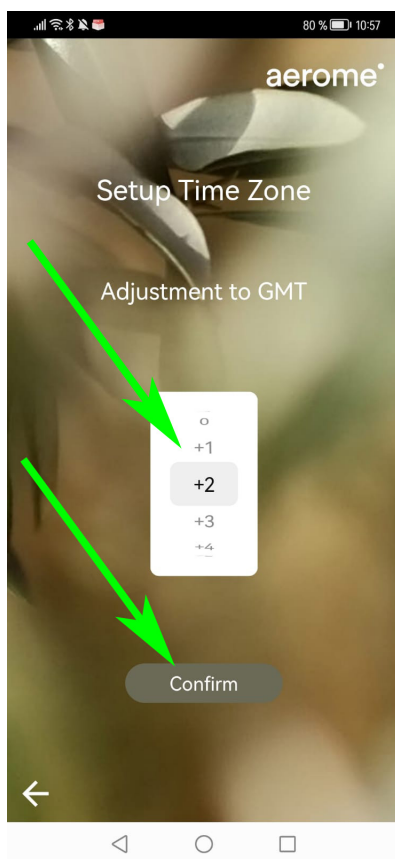 80 % 10:57
aerome
Setup Time Zone
Adjustment to GMT
0
+1
+2
+3
+4
Confirm